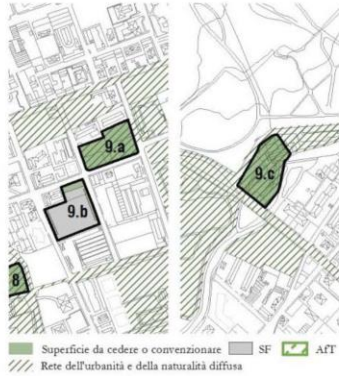 9.a
9.b
9.c
8
Superficie da cedere o convenzionare SF AfT
Rete dell'urbanità e della naturalità diffusa